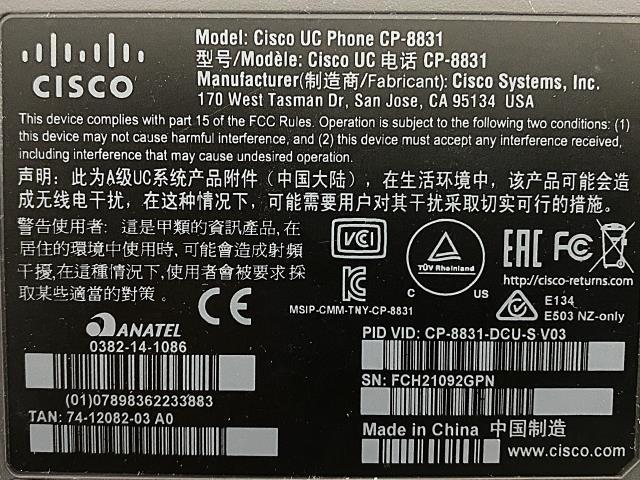 Model: Cisco UC Phone CP-8831
型号/Modèle: Cisco UC 电话 CP-8831
CISCO
Manufacturer(制造商/Fabricant): Cisco Systems, Inc.
170 West Tasman Dr, San Jose, CA 95134 USA
This device complies with part 15 of the FCC Rules. Operation is subject to the following two conditions: (1)
this device may not cause harmful interference, and (2) this device must accept any interference received,
including interference that may cause undesired operation.
声明：此为A级UC系统产品附件（中国大陆），在生活环境中，该产品可能会造
成无线电干扰，在这种情况下，可能需要用户对其干扰采取切实可行的措施。
警告使用者：這是甲類的資訊產品,在
居住的環境中使用時,可能會造成射頻
干擾,在這種情況下,使用者會被要求採
取某些適當的對策。
CE
VCI
TÜV Rheinland
C US
EAC FC
http://cisco-returns.com
MSIP-CMM-TNY-CP-8831
E134
E503 NZ-only
ANATEL
0382-14-1086
(01)07898362233883
TAN: 74-12082-03 A0
PID VID: CP-8831-DCU-S V03
SN: FCH21092GPN
Made in China 中国制造
www.cisco.com